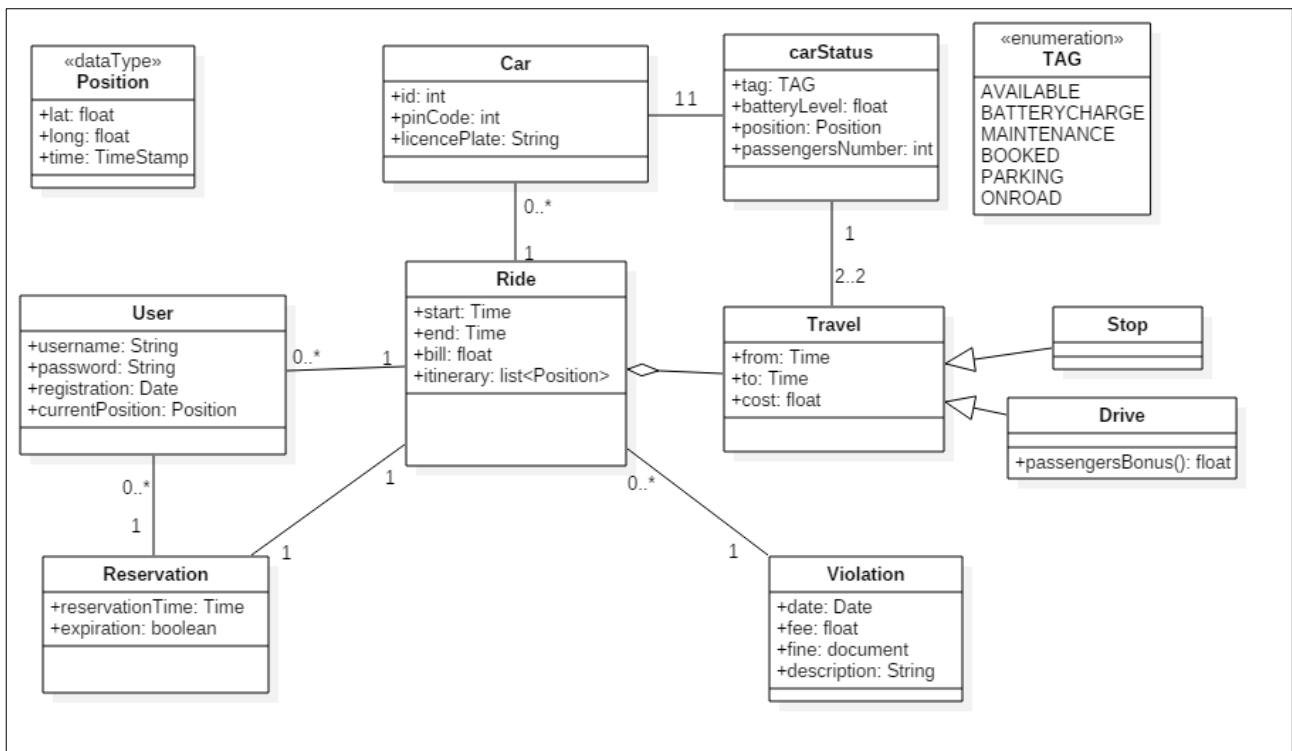 «dataType»
Position
+lat: float
+long: float
+time: TimeStamp
Car
+id: int
+pinCode: int
+licencePlate: String
11
carStatus
+tag: TAG
+batteryLevel: float
+position: Position
+passengersNumber: int
«enumeration»
TAG
AVAILABLE
BATTERYCHARGE
MAINTENANCE
BOOKED
PARKING
ONROAD
0..*
1
1
2..2
User
+username: String
+password: String
+registration: Date
+currentPosition: Position
0..*
1
Ride
+start: Time
+end: Time
+bill: float
+itinerary: list<Position>
Travel
+from: Time
+to: Time
+cost: float
Stop
Drive
+passengersBonus(): float
0..*
1
1
1
0..*
1
Reservation
+reservationTime: Time
+expiration: boolean
Violation
+date: Date
+fee: float
+fine: document
+description: String